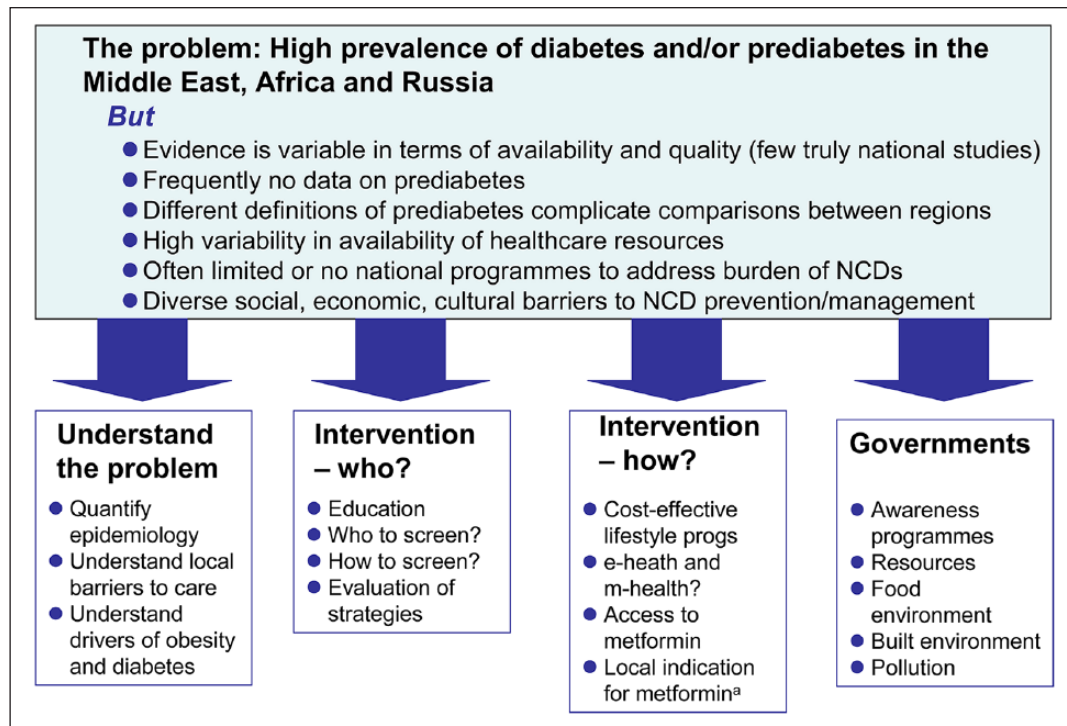 The problem: High prevalence of diabetes and/or prediabetes in the
Middle East, Africa and Russia
But
● Evidence is variable in terms of availability and quality (few truly national studies)
● Frequently no data on prediabetes
● Different definitions of prediabetes complicate comparisons between regions
● High variability in availability of healthcare resources
● Often limited or no national programmes to address burden of NCDs
● Diverse social, economic, cultural barriers to NCD prevention/management
Understand
the problem
● Quantify
epidemiology
● Understand local
barriers to care
● Understand
drivers of obesity
and diabetes
Intervention
– who?
● Education
● Who to screen?
● How to screen?
● Evaluation of
strategies
Intervention
– how?
● Cost-effective
lifestyle progs
● e-heath and
m-health?
● Access to
metformin
● Local indication
for metforminᵃ
Governments
● Awareness
programmes
● Resources
● Food
environment
● Built environment
● Pollution